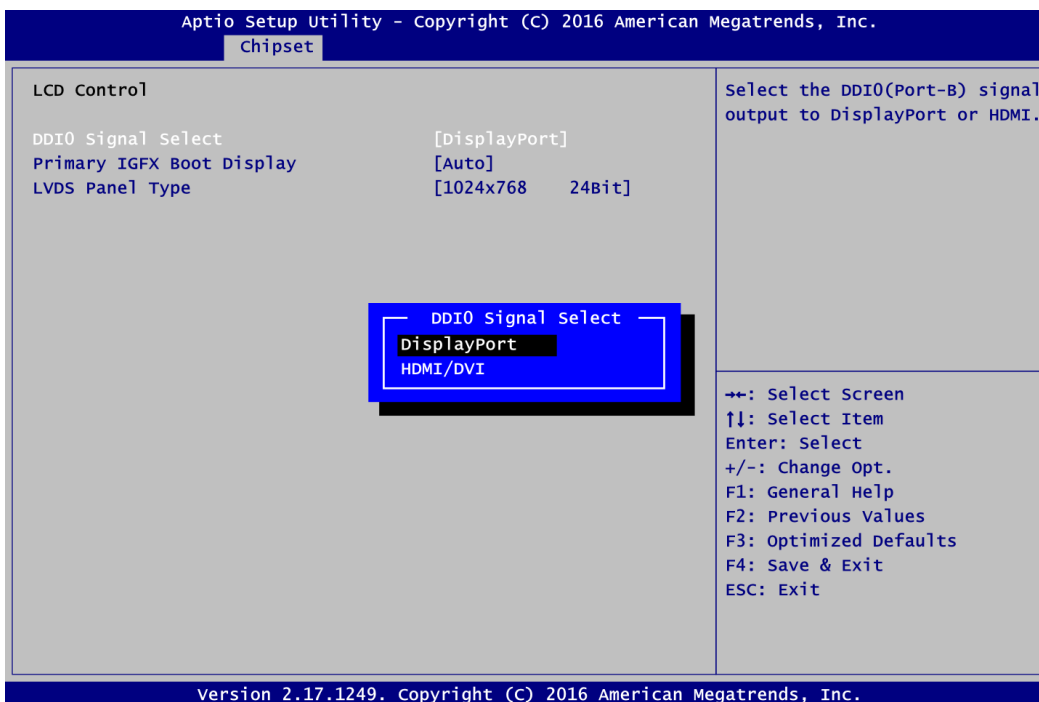 Aptio Setup Utility - Copyright (C) 2016 American Megatrends, Inc.
Chipset
LCD Control
DDI0 Signal Select [DisplayPort]
Primary IGFX Boot Display [Auto]
LVDS Panel Type [1024x768 24Bit]
DDI0 Signal Select
DisplayPort
HDMI/DVI
Select the DDI0(Port-B) signal
output to DisplayPort or HDMI.
→←: Select Screen
↑↓: Select Item
Enter: Select
+/-: Change Opt.
F1: General Help
F2: Previous Values
F3: Optimized Defaults
F4: Save & Exit
ESC: Exit
Version 2.17.1249. Copyright (C) 2016 American Megatrends, Inc.